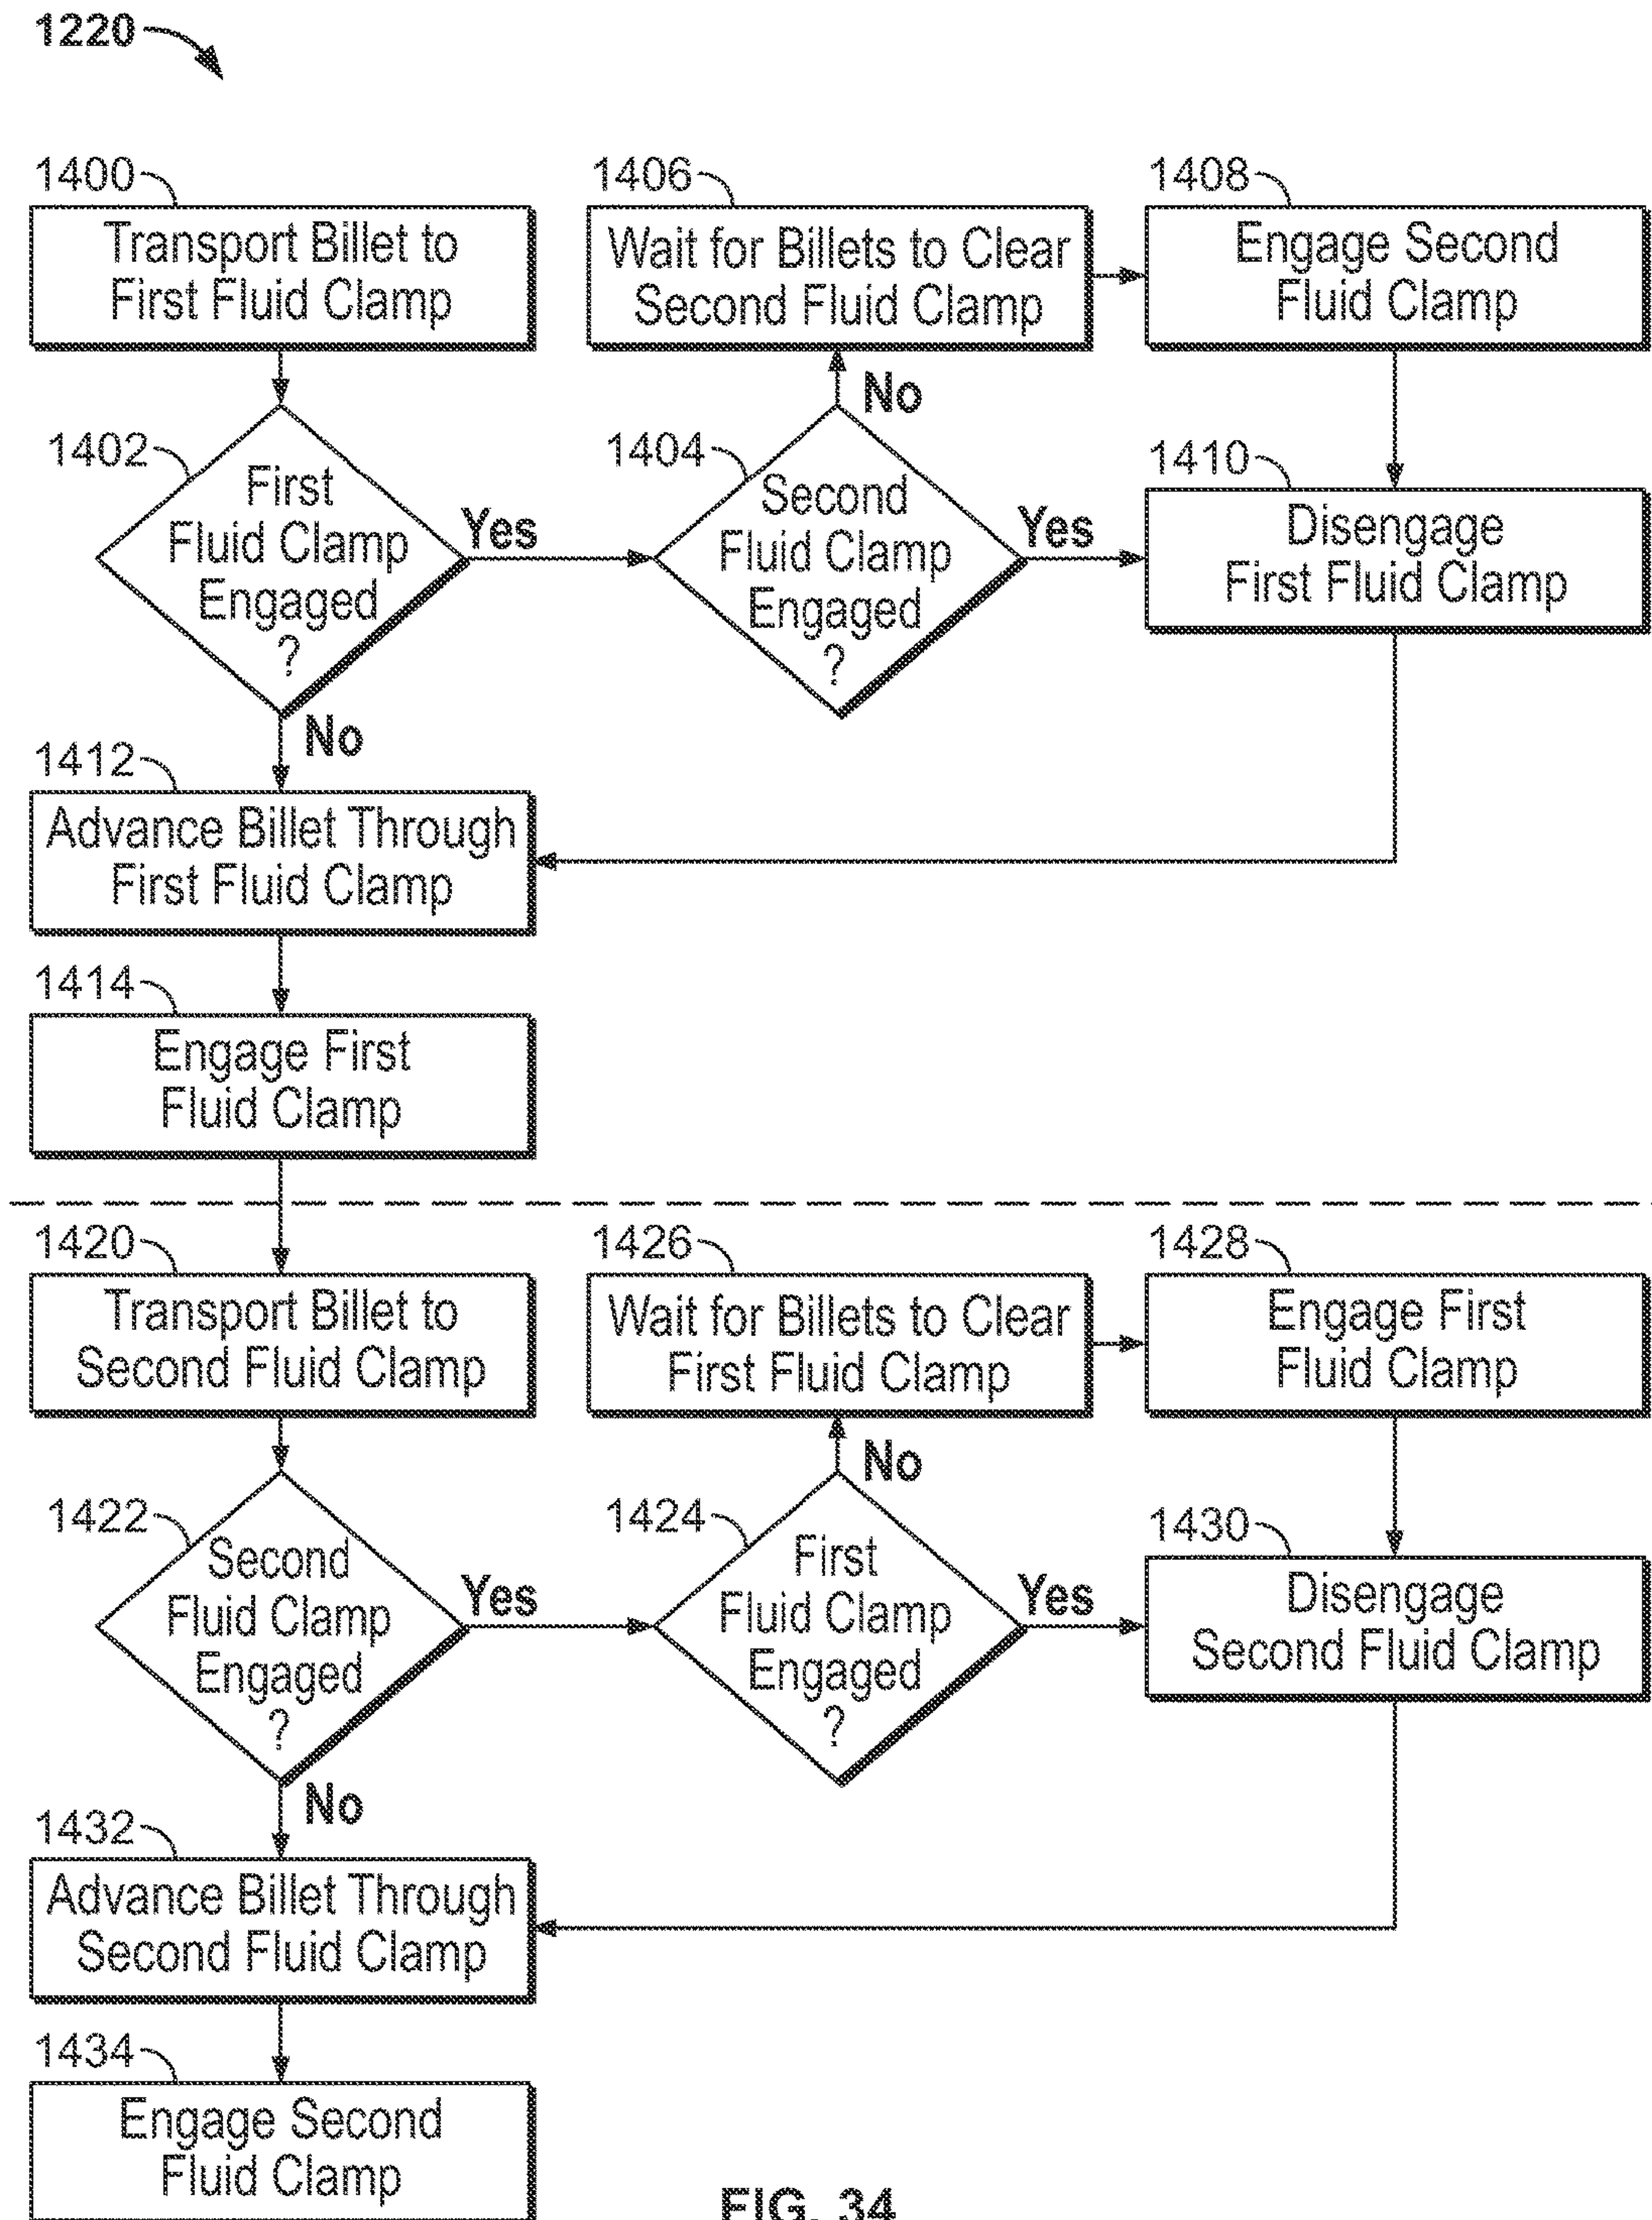 1220
1400
Transport Billet to
First Fluid Clamp
1406
Wait for Billets to Clear
Second Fluid Clamp
1408
Engage Second
Fluid Clamp
1402
First
Fluid Clamp
Engaged
?
Yes
No
1404
Second
Fluid Clamp
Engaged
?
No
Yes
1410
Disengage
First Fluid Clamp
1412
Advance Billet Through
First Fluid Clamp
1414
Engage First
Fluid Clamp
1420
Transport Billet to
Second Fluid Clamp
1426
Wait for Billets to Clear
First Fluid Clamp
1428
Engage First
Fluid Clamp
1422
Second
Fluid Clamp
Engaged
?
Yes
No
1424
First
Fluid Clamp
Engaged
?
No
Yes
1430
Disengage
Second Fluid Clamp
1432
Advance Billet Through
Second Fluid Clamp
1434
Engage Second
Fluid Clamp
FIG. 34